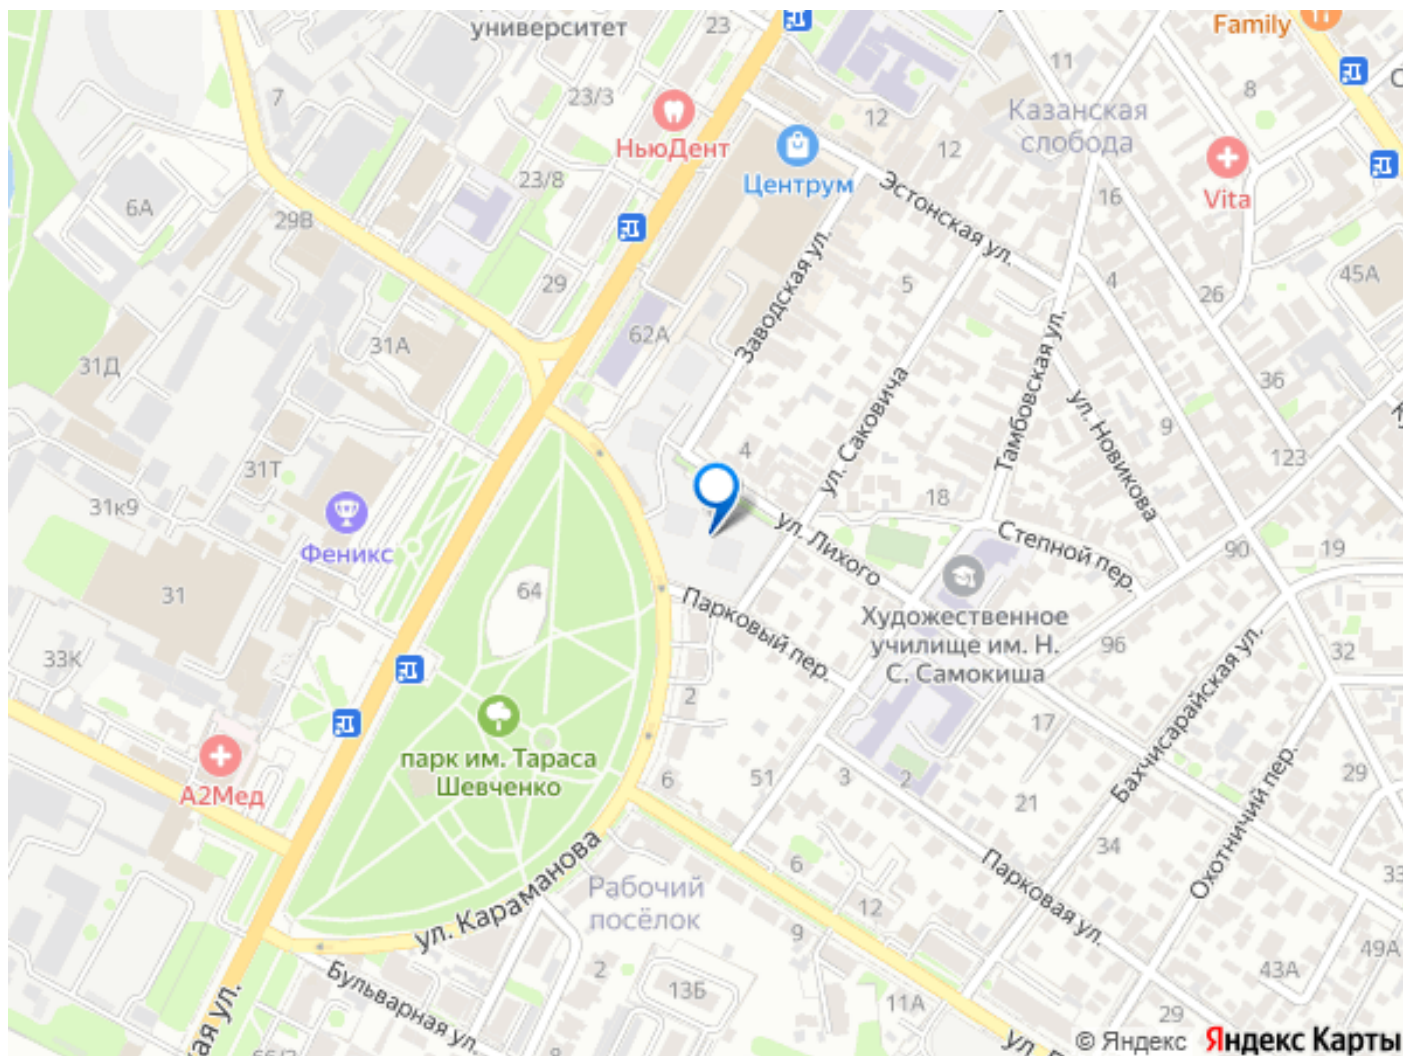 университет
23
Family
11
8
7
23/3
НьюДент
12
Казанская
слобода
12
Центрум
Vita
23/8
16
6А
29В
Эстонская ул.
29
5
4
45А
26
Заводская ул.
62А
31А
31Д
Тамбовская ул.
36
ул. Саковича
ул. Новикова
9
4
31Т
123
31к9
18
Феникс
ул. Лихого
Степной пер.
90
19
31
64
Парковый пер.
Художественное
училище им. Н.
С. Самокиша
96
33К
32
Бахчисарайская ул.
2
17
парк им. Тараса
Шевченко
А2Мед
6
51
3
2
29
21
Охотничий пер.
34
ул. Караманова
Рабочий
посёлок
6
Парковая ул.
33
12
9
49А
Бульварная ул.
2
13Б
43А
11А
29
ая ул.
© Яндекс
Яндекс Карты